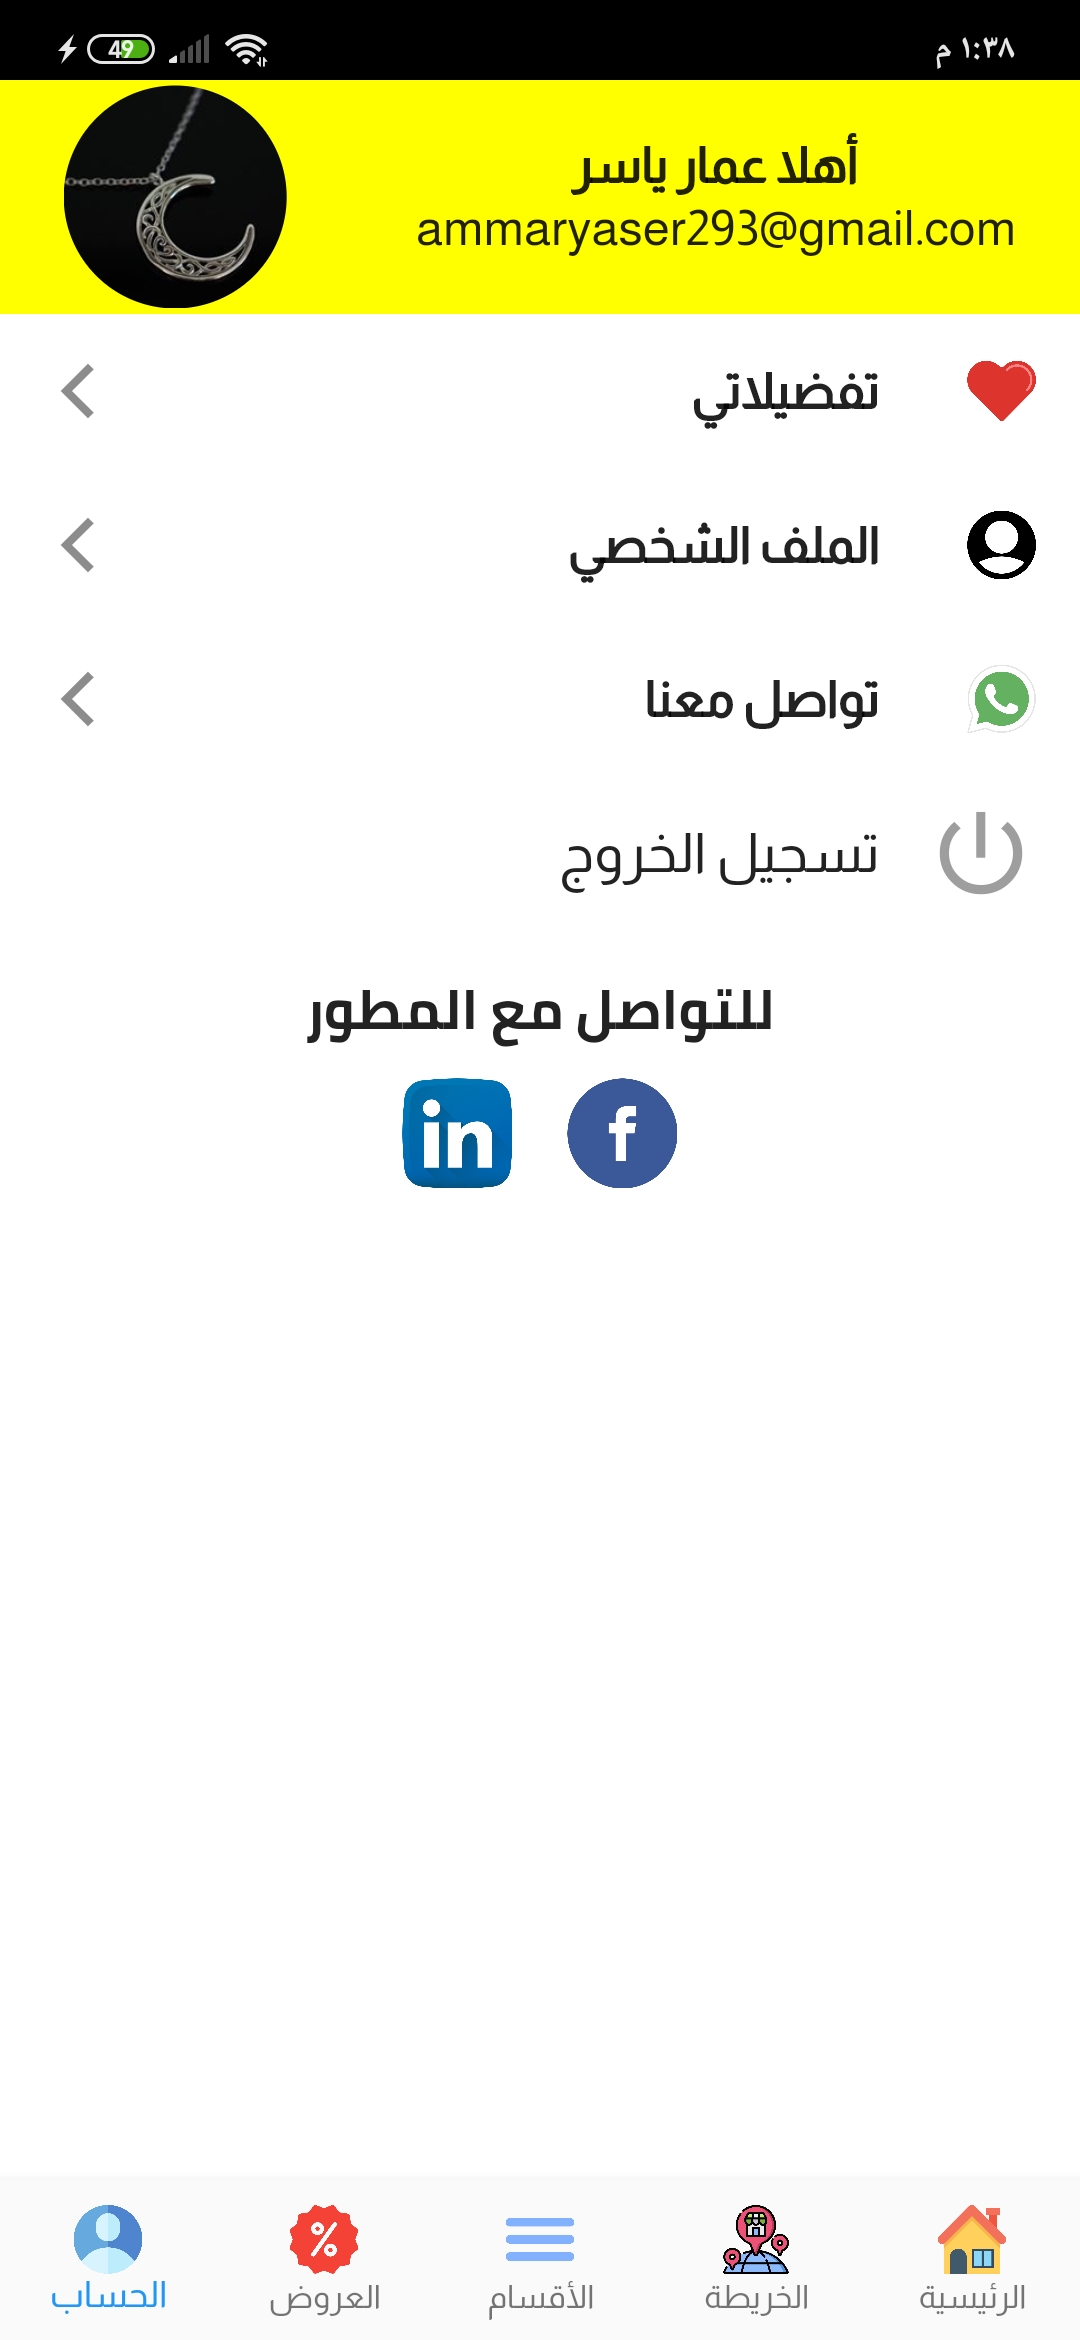 49
١:٣٨ م
أهلا عمار ياسر
ammaryaser293@gmail.com
تفضيلاتي
الملف الشخصي
تواصل معنا
تسجيل الخروج
للتواصل مع المطور
f
in
الرئيسية
الخريطة
الأقسام
%
العروض
الحساب